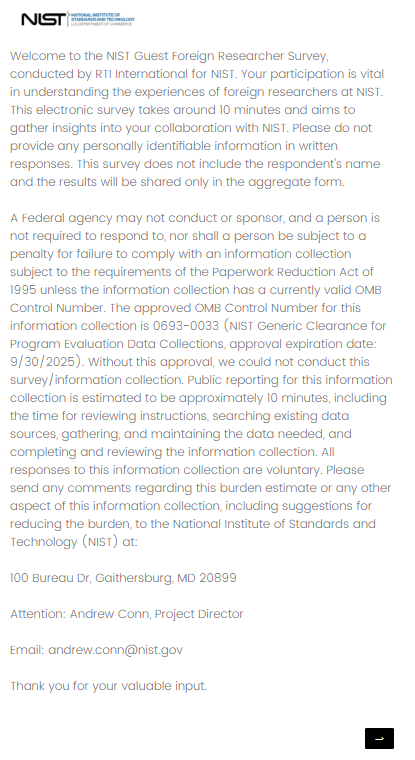 NIST NATIONAL INSTITUTE OF
STANDARDS AND TECHNOLOGY
U.S. DEPARTMENT OF COMMERCE
Welcome to the NIST Guest Foreign Researcher Survey,
conducted by RTI International for NIST. Your participation is vital
in understanding the experiences of foreign researchers at NIST.
This electronic survey takes around 10 minutes and aims to
gather insights into your collaboration with NIST. Please do not
provide any personally identifiable information in written
responses. This survey does not include the respondent's name
and the results will be shared only in the aggregate form.
A Federal agency may not conduct or sponsor, and a person is
not required to respond to, nor shall a person be subject to a
penalty for failure to comply with an information collection
subject to the requirements of the Paperwork Reduction Act of
1995 unless the information collection has a currently valid OMB
Control Number. The approved OMB Control Number for this
information collection is 0693-0033 (NIST Generic Clearance for
Program Evaluation Data Collections, approval expiration date:
9/30/2025). Without this approval, we could not conduct this
survey/information collection. Public reporting for this information
collection is estimated to be approximately 10 minutes, including
the time for reviewing instructions, searching existing data
sources, gathering, and maintaining the data needed, and
completing and reviewing the information collection. All
responses to this information collection are voluntary. Please
send any comments regarding this burden estimate or any other
aspect of this information collection, including suggestions for
reducing the burden, to the National Institute of Standards and
Technology (NIST) at:
100 Bureau Dr, Gaithersburg, MD 20899
Attention: Andrew Conn, Project Director
Email: andrew.conn@nist.gov
Thank you for your valuable input.